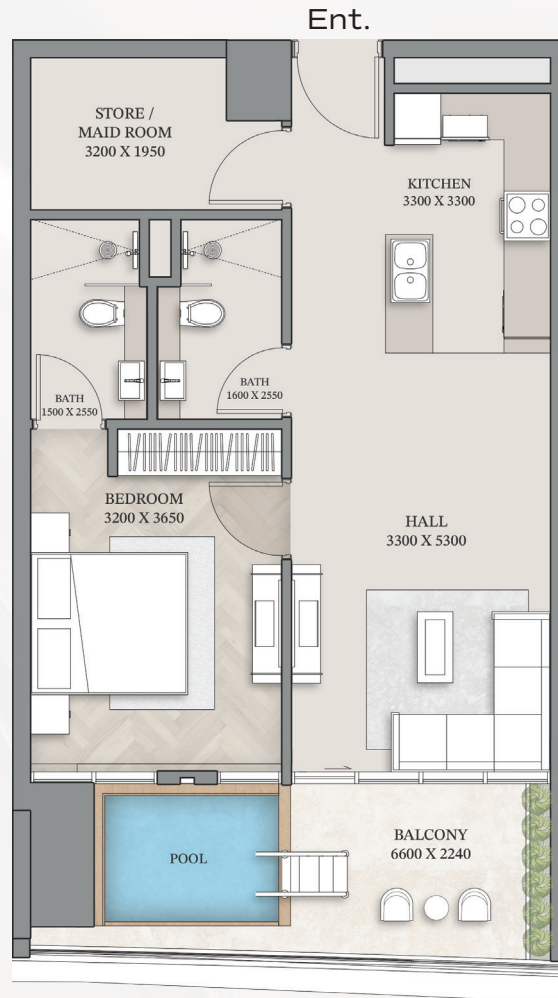 Ent.
STORE /
MAID ROOM
3200 X 1950
KITCHEN
3300 X 3300
BATH
1500 X 2550
BATH
1600 X 2550
BEDROOM
3200 X 3650
HALL
3300 X 5300
POOL
BALCONY
6600 X 2240